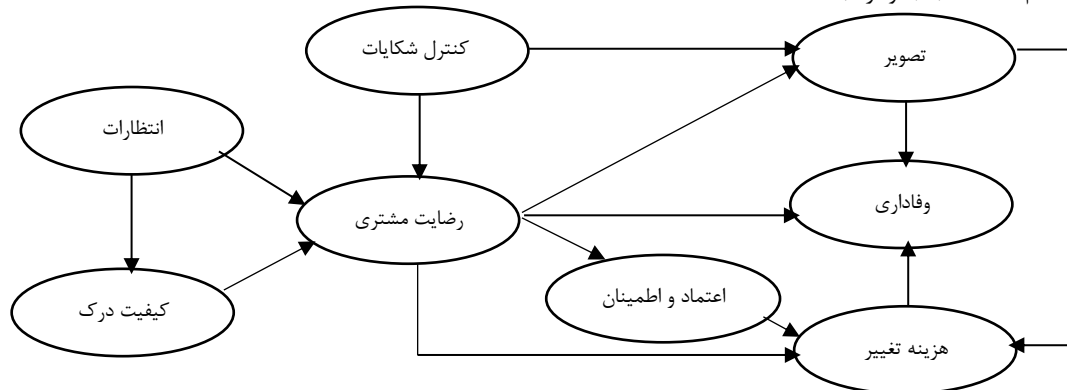 کنترل شکایات
تصویر
انتظارات
رضایت مشتری
وفاداری
کیفیت درک
اعتماد و اطمینان
هزینه تغییر